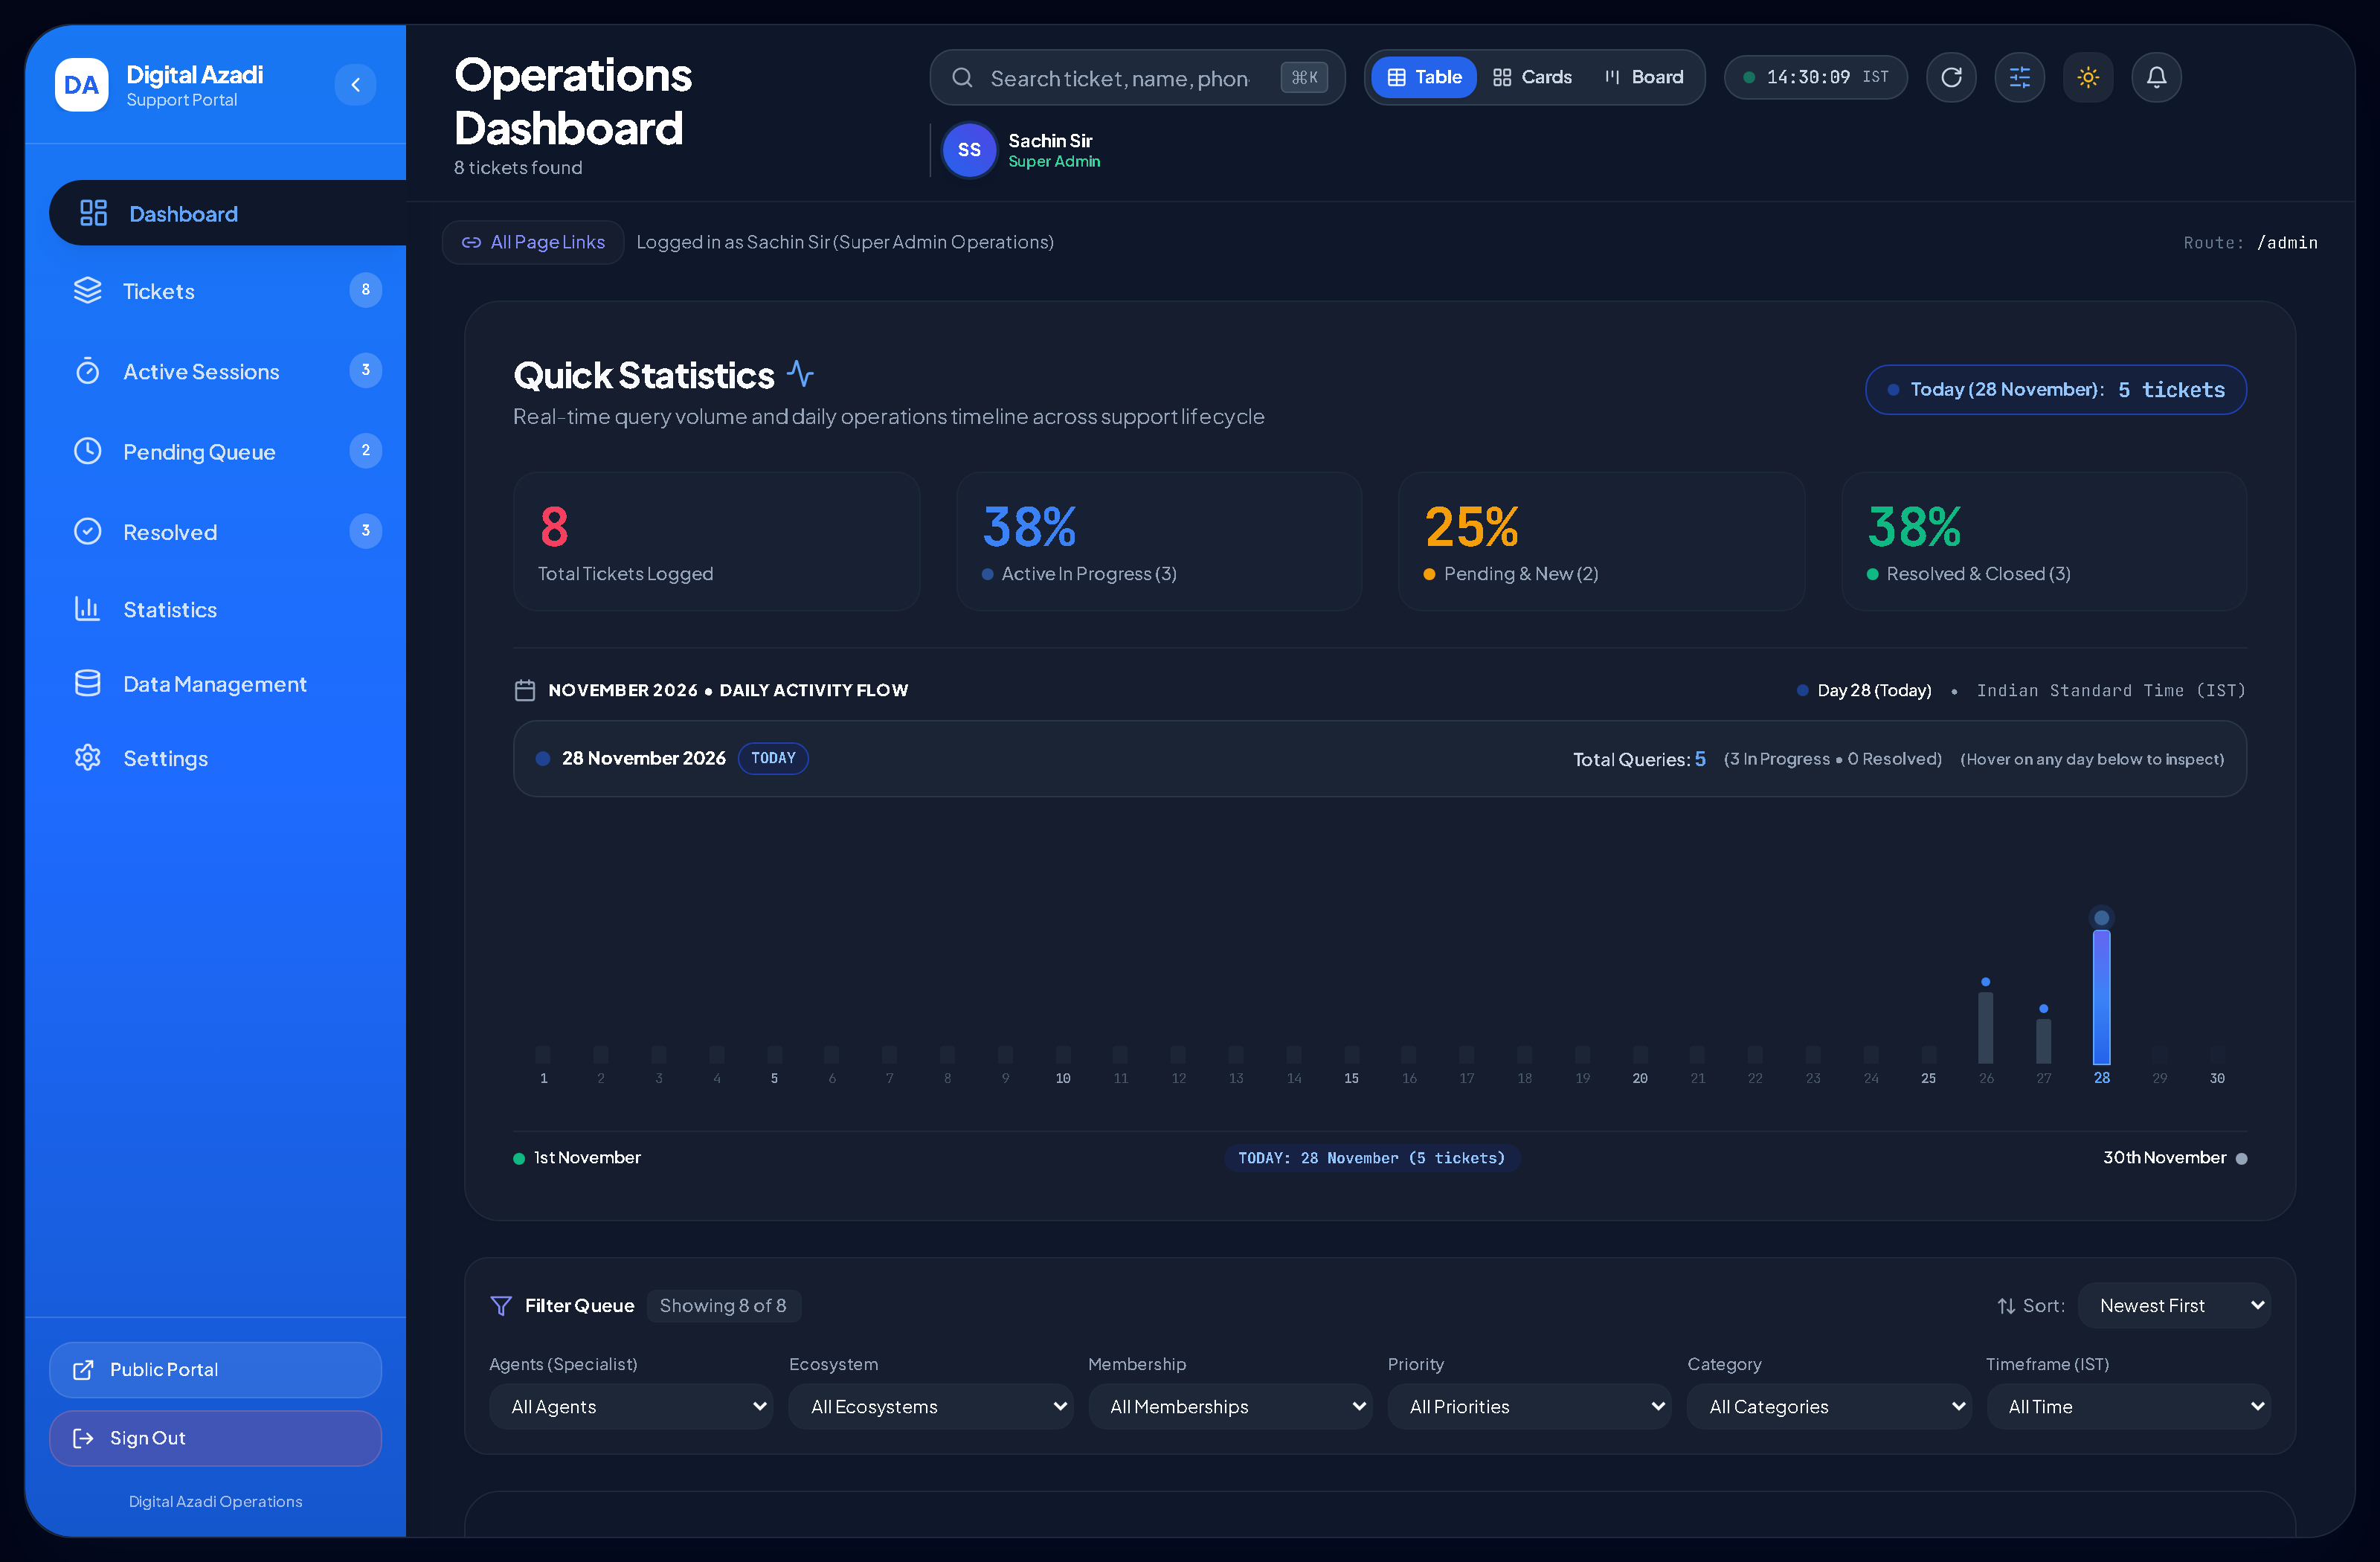 DA
Digital Azadi
Support Portal
Dashboard
Tickets 8
Active Sessions 3
Pending Queue 2
Resolved 3
Statistics
Data Management
Settings
Public Portal
Sign Out
Digital Azadi Operations
Operations
Dashboard
8 tickets found
Search ticket, name, phon
⌘K
Table Cards Board
14:30:09 IST
SS
Sachin Sir
Super Admin
All Page Links
Logged in as Sachin Sir (Super Admin Operations)
Route: /admin
Quick Statistics
Real-time query volume and daily operations timeline across support lifecycle
Today (28 November): 5 tickets
8
Total Tickets Logged
38%
Active In Progress (3)
25%
Pending & New (2)
38%
Resolved & Closed (3)
NOVEMBER 2026 • DAILY ACTIVITY FLOW
Day 28 (Today) • Indian Standard Time (IST)
28 November 2026 TODAY
Total Queries: 5 (3 In Progress • 0 Resolved) (Hover on any day below to inspect)
1 2 3 4 5 6 7 8 9 10 11 12 13 14 15 16 17 18 19 20 21 22 23 24 25 26 27 28 29 30
1st November
TODAY: 28 November (5 tickets)
30th November
Filter Queue Showing 8 of 8
Sort: Newest First
Agents (Specialist) Ecosystem Membership Priority Category Timeframe (IST)
All Agents All Ecosystems All Memberships All Priorities All Categories All Time